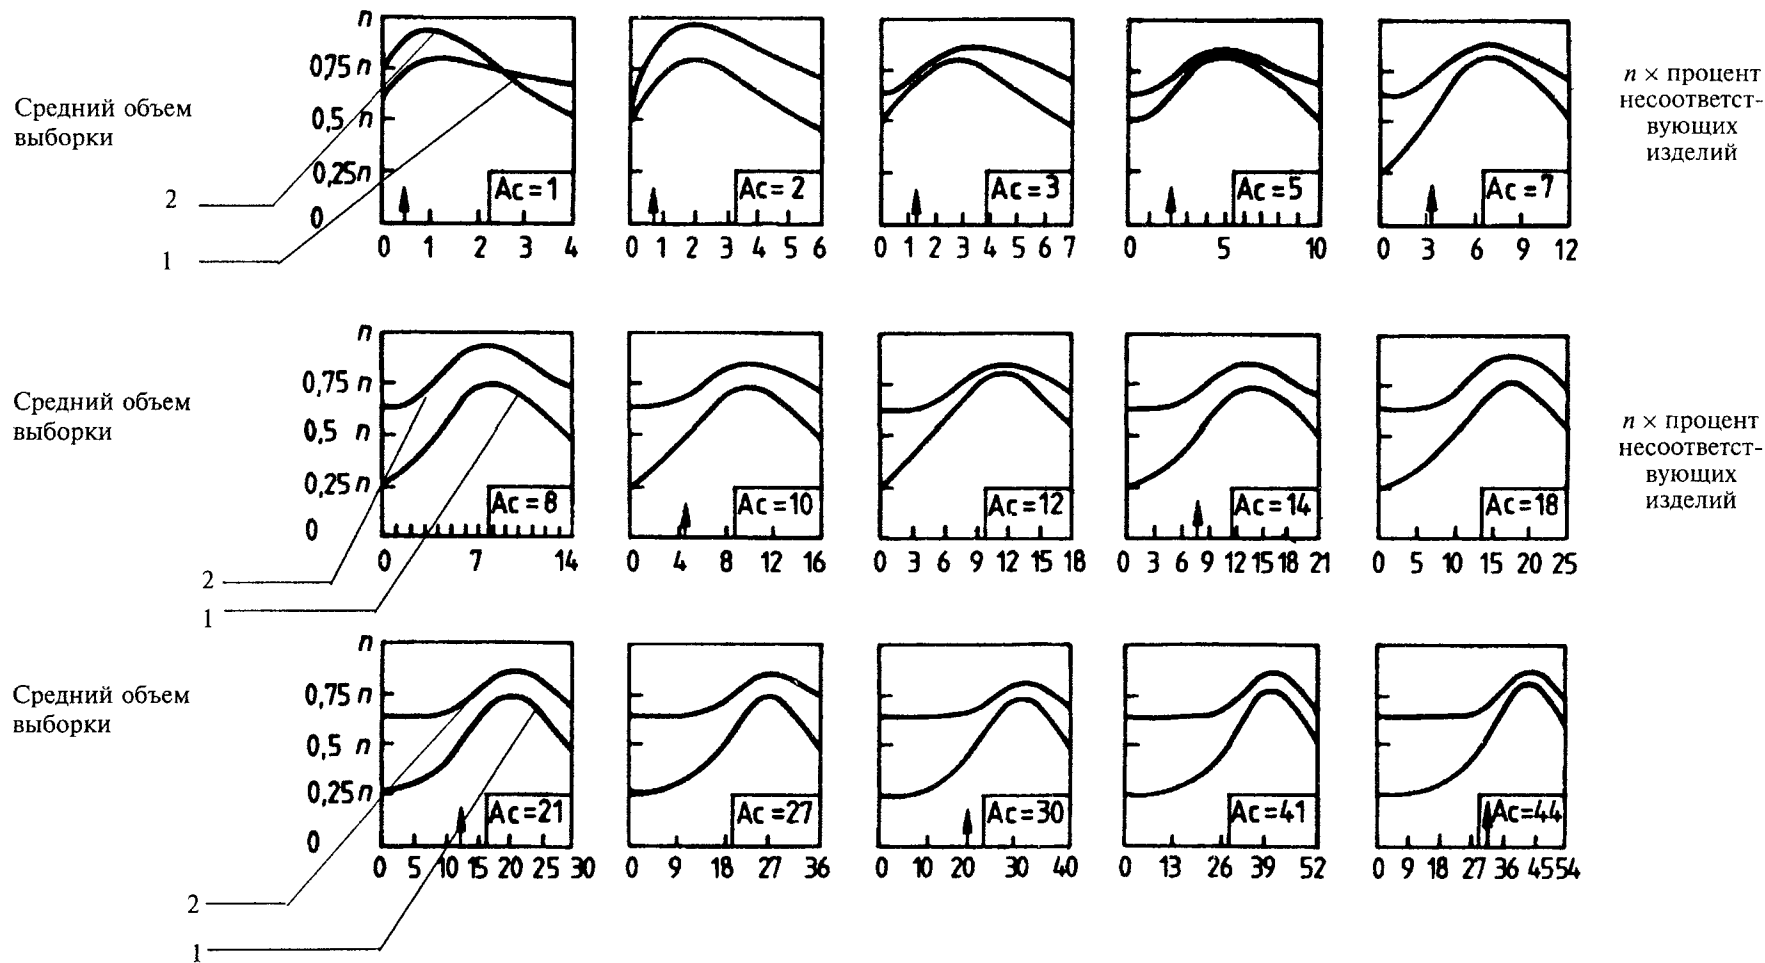 n
0,75 n
0,5 n
0,25n
0
Средний объем
выборки
2
1
Ac=1
0 1 2 3 4
Ac=2
0 1 2 3 4 5 6
Ac=3
0 1 2 3 4 5 6 7
Ac=5
0 5 10
Ac=7
0 3 6 9 12
n × процент
несоответст-
вующих
изделий
n
0,75 n
0,5 n
0,25 n
0
Средний объем
выборки
2
1
Ac=8
0 7 14
Ac=10
0 4 8 12 16
Ac=12
0 3 6 9 12 15 18
Ac=14
0 3 6 9 12 15 18 21
Ac=18
0 5 10 15 20 25
n × процент
несоответст-
вующих
изделий
n
0,75 n
0,5 n
0,25n
0
Средний объем
выборки
2
1
Ac=21
0 5 10 15 20 25 30
Ac=27
0 9 18 27 36
Ac=30
0 10 20 30 40
Ac=41
0 13 26 39 52
Ac=44
0 9 18 27 36 45 54